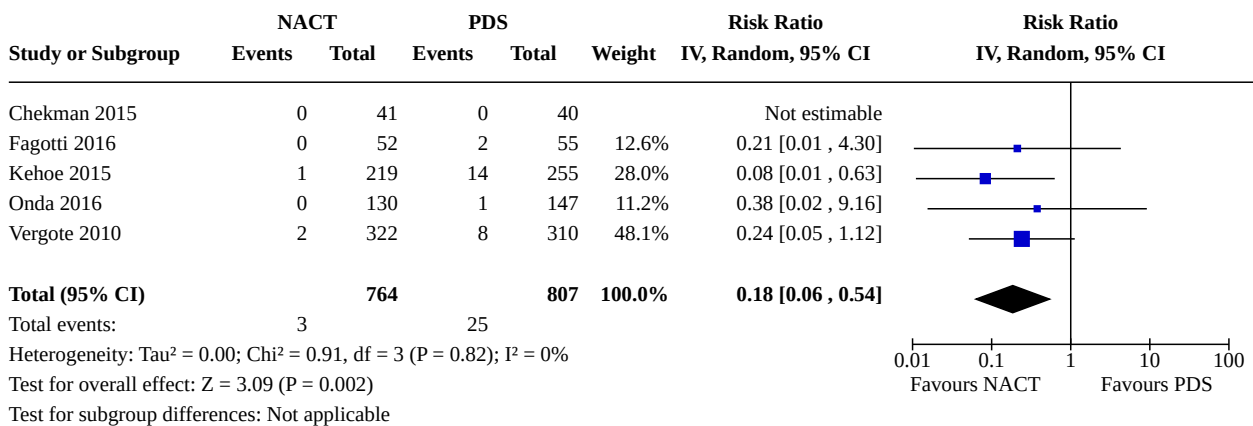 NACT PDS Risk Ratio Risk Ratio
Study or Subgroup Events Total Events Total Weight IV, Random, 95% CI IV, Random, 95% CI
Chekman 2015 0 41 0 40 Not estimable
Fagotti 2016 0 52 2 55 12.6% 0.21 [0.01 , 4.30]
Kehoe 2015 1 219 14 255 28.0% 0.08 [0.01 , 0.63]
Onda 2016 0 130 1 147 11.2% 0.38 [0.02 , 9.16]
Vergote 2010 2 322 8 310 48.1% 0.24 [0.05 , 1.12]
Total (95% CI) 764 807 100.0% 0.18 [0.06 , 0.54]
Total events: 3 25
Heterogeneity: Tau² = 0.00; Chi² = 0.91, df = 3 (P = 0.82); I² = 0%
0.01 0.1 1 10 100
Test for overall effect: Z = 3.09 (P = 0.002)
Favours NACT Favours PDS
Test for subgroup differences: Not applicable